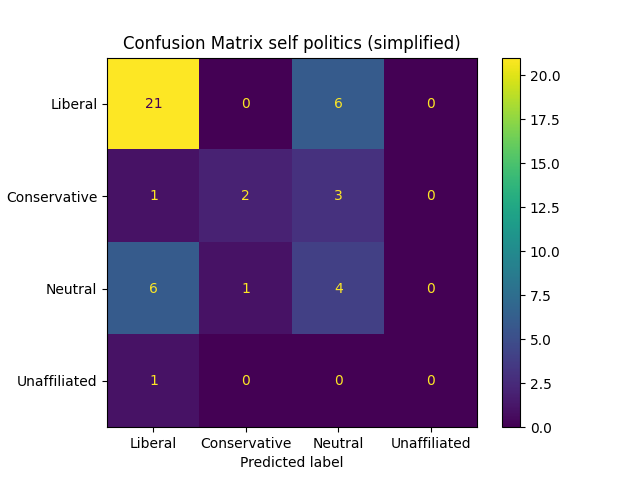 Confusion Matrix self politics (simplified)
Liberal 21 0 6 0
Conservative 1 2 3 0
Neutral 6 1 4 0
Unaffiliated 1 0 0 0
Liberal Conservative Neutral Unaffiliated
Predicted label
20.0
17.5
15.0
12.5
10.0
7.5
5.0
2.5
0.0